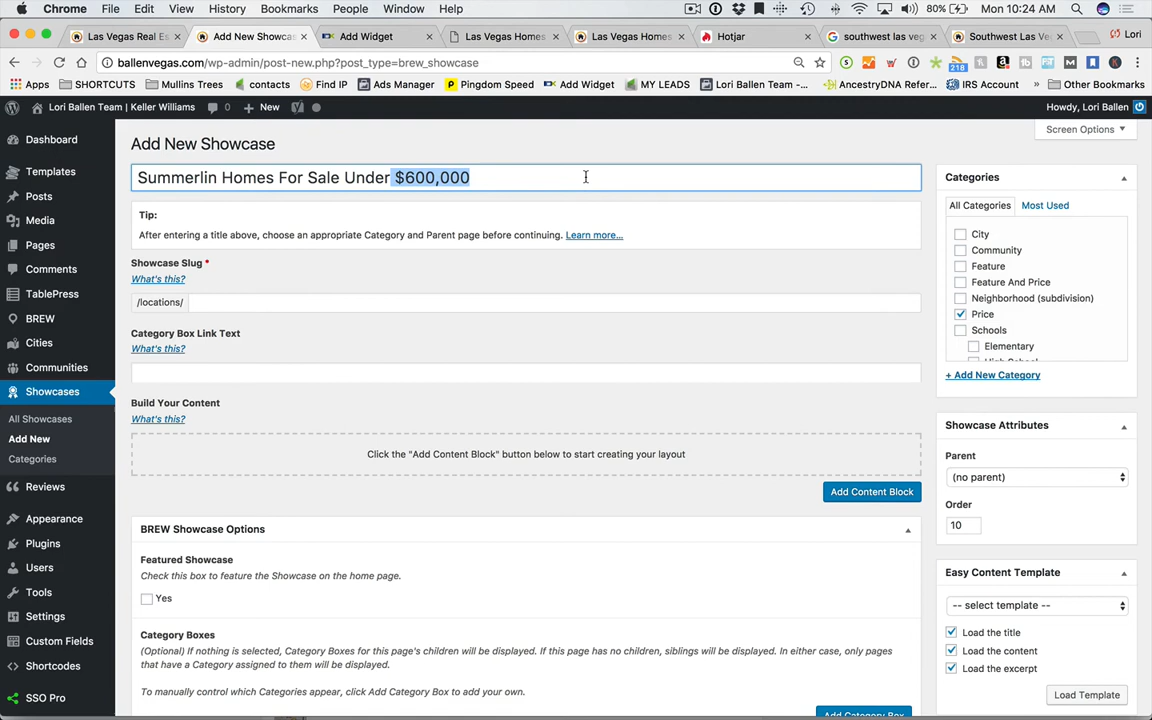 Chrome File Edit View History Bookmarks People Window Help 80% Mon 10:24 AM
Las Vegas Real Es Add New Showcas Add Widget Las Vegas Homes Las Vegas Homes Hotjar southwest las veg Southwest Las Veg Lori
ballenvegas.com/wp-admin/post-new.php?post_type=brew_showcase 218
Apps SHORTCUTS Mullins Trees contacts Find IP Ads Manager Pingdom Speed Add Widget MY LEADS Lori Ballen Team -... AncestryDNA Refer... IRS Account » Other Bookmarks
Lori Ballen Team | Keller Williams 0 New Howdy, Lori Ballen
Screen Options
Dashboard
Templates
Posts
Media
Pages
Comments
TablePress
BREW
Cities
Communities
Showcases
All Showcases
Add New
Categories
Reviews
Appearance
Plugins
Users
Tools
Settings
Custom Fields
Shortcodes
SSO Pro
Add New Showcase
Summerlin Homes For Sale Under $600,000
Tip:
After entering a title above, choose an appropriate Category and Parent page before continuing. Learn more...
Showcase Slug *
What's this?
/locations/
Category Box Link Text
What's this?
Build Your Content
What's this?
Click the "Add Content Block" button below to start creating your layout
Add Content Block
BREW Showcase Options
Featured Showcase
Check this box to feature the Showcase on the home page.
Yes
Category Boxes
(Optional) If nothing is selected, Category Boxes for this page's children will be displayed. If this page has no children, siblings will be displayed. In either case, only pages
that have a Category assigned to them will be displayed.
To manually control which Categories appear, click Add Category Box to add your own.
Add Category Box
Categories
All Categories Most Used
City
Community
Feature
Feature And Price
Neighborhood (subdivision)
Price
Schools
Elementary
High School
+ Add New Category
Showcase Attributes
Parent
(no parent)
Order
10
Easy Content Template
-- select template --
Load the title
Load the content
Load the excerpt
Load Template